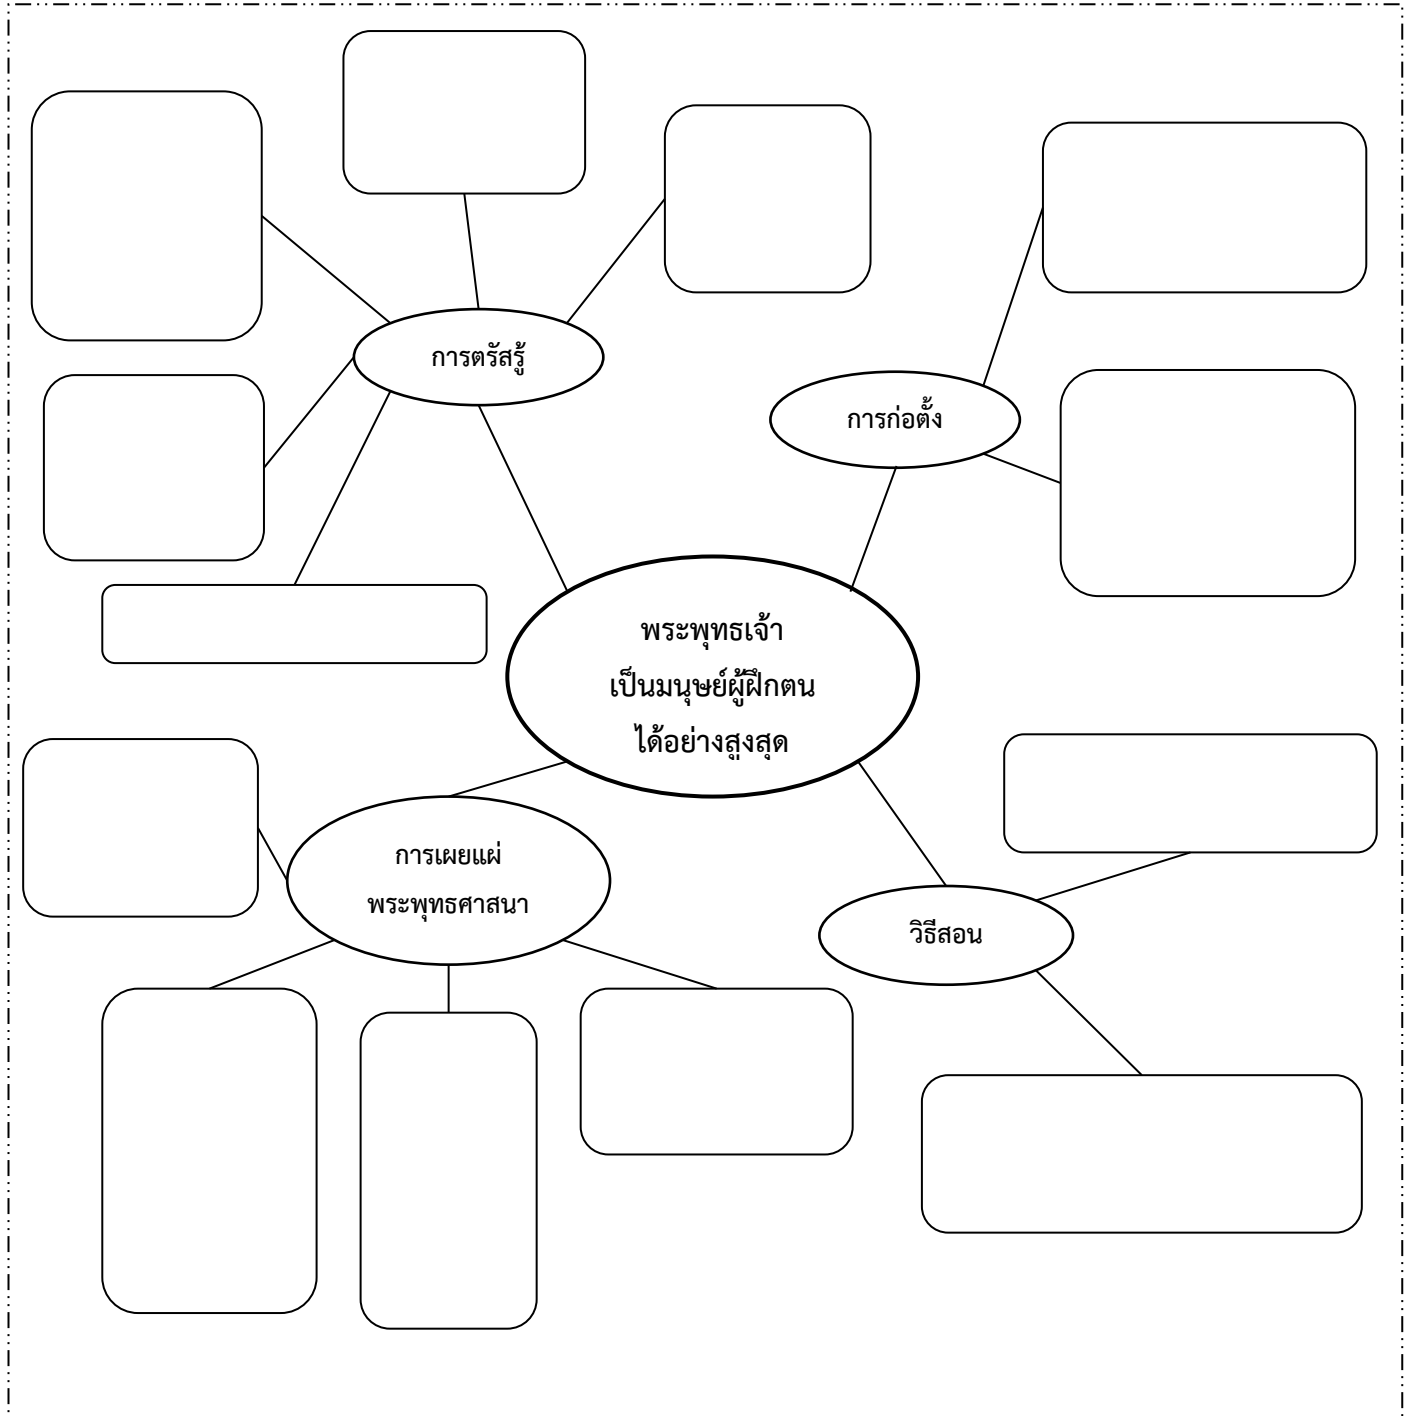 การตรัสรู้
การก่อตั้ง
พระพุทธเจ้า
เป็นมนุษย์ผู้ฝึกตน
ได้อย่างสูงสุด
การเผยแผ่
พระพุทธศาสนา
วิธีสอน